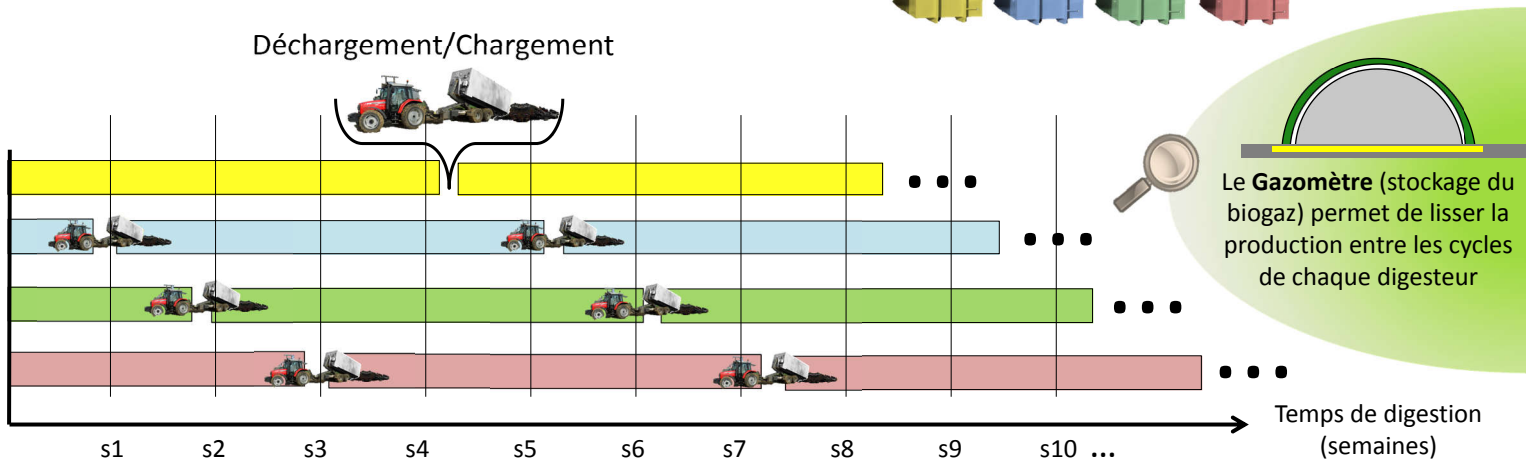 Déchargement/Chargement
Le Gazomètre (stockage du
biogaz) permet de lisser la
production entre les cycles
de chaque digesteur
s1 s2 s3 s4 s5 s6 s7 s8 s9 s10 ...
Temps de digestion
(semaines)